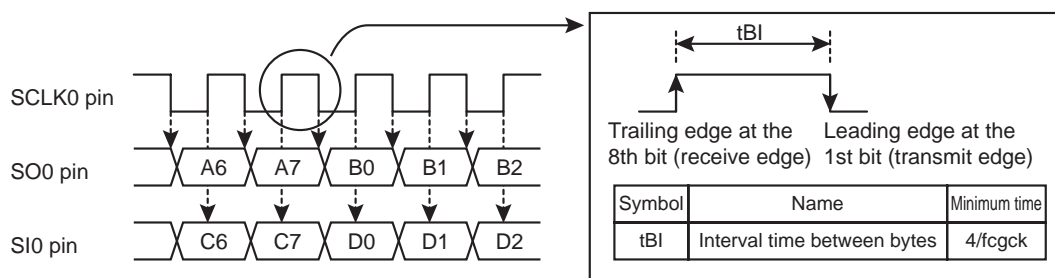 SCLK0 pin
SO0 pin
A6 A7 B0 B1 B2
SI0 pin
C6 C7 D0 D1 D2
tBI
Trailing edge at the
8th bit (receive edge)
Leading edge at the
1st bit (transmit edge)
Symbol Name Minimum time
tBI Interval time between bytes 4/fcgck